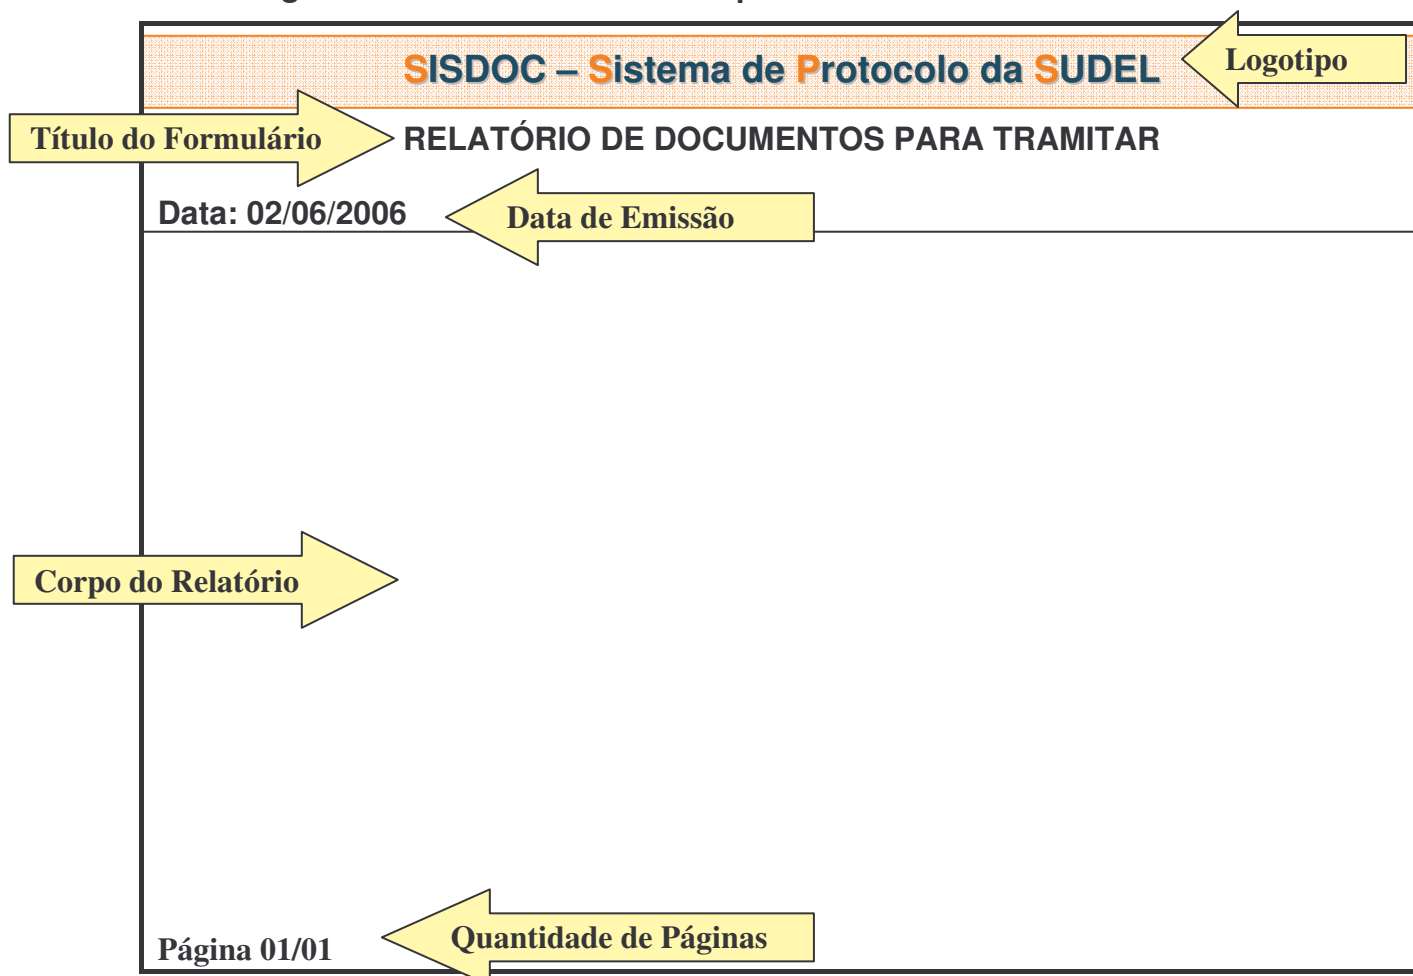 SISDOC – Sistema de Protocolo da SUDEL
Logotipo
Título do Formulário
RELATÓRIO DE DOCUMENTOS PARA TRAMITAR
Data: 02/06/2006
Data de Emissão
Corpo do Relatório
Página 01/01
Quantidade de Páginas